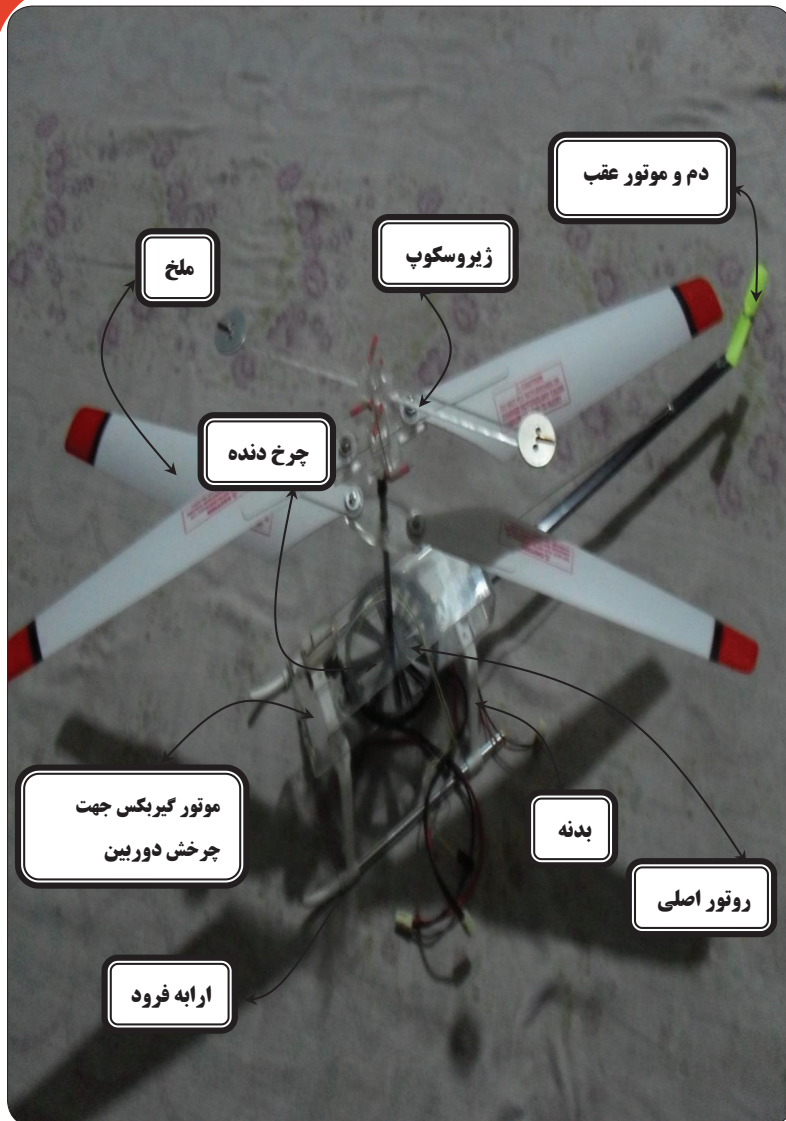 دم و موتور عقب
ژیروسکوپ
ملخ
چرخ دنده
موتور گیربکس جهت
چرخش دوربین
بدنه
روتور اصلی
ارابه فرود